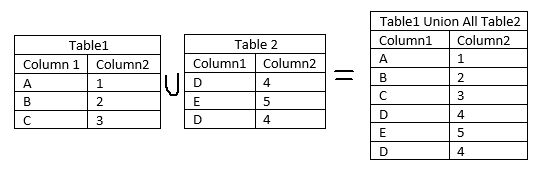 Table1
Column 1 Column2
A 1
B 2
C 3
U
Table 2
Column1 Column2
D 4
E 5
D 4
=
Table1 Union All Table2
Column1 Column2
A 1
B 2
C 3
D 4
E 5
D 4